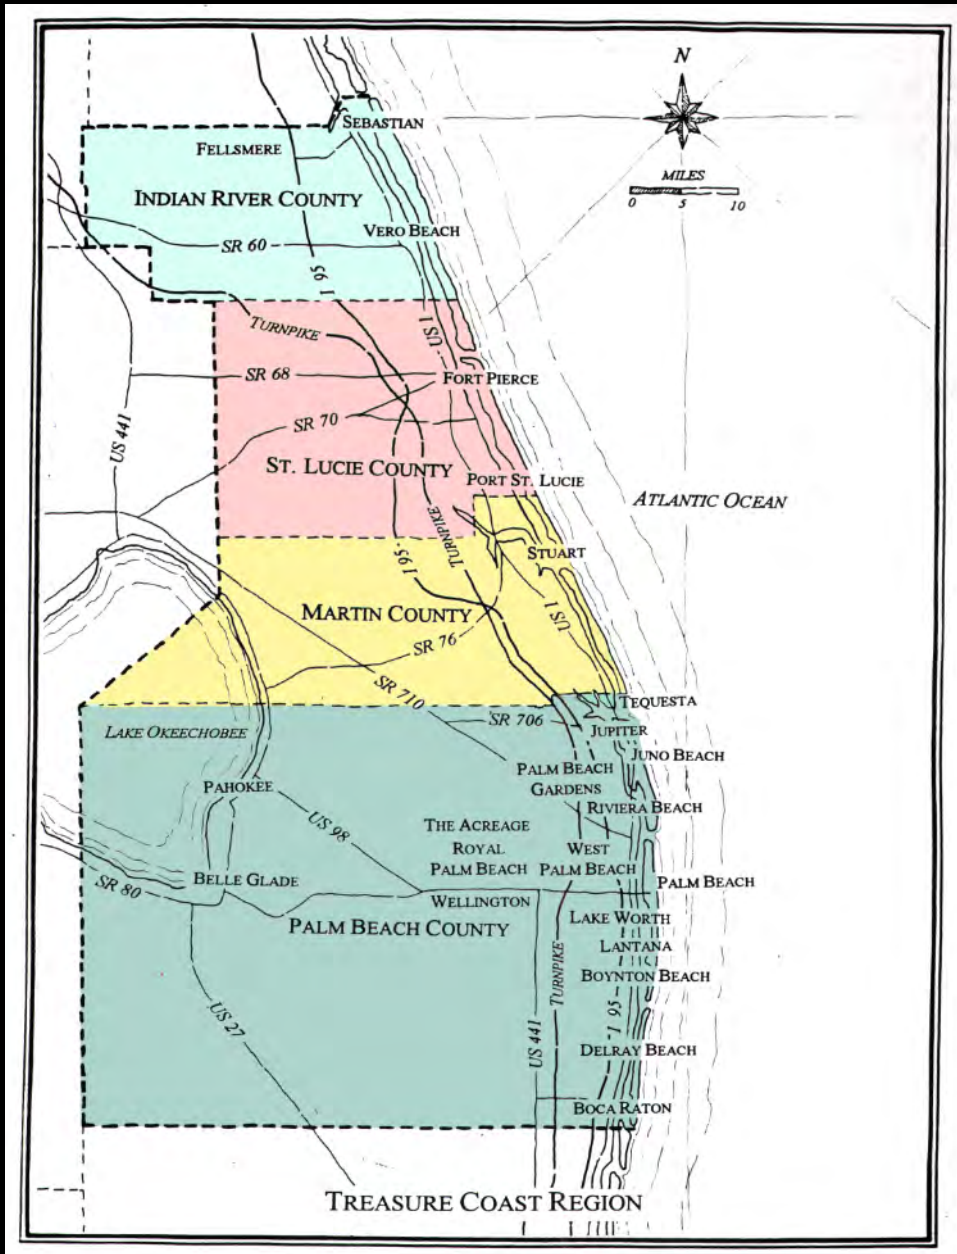 N
SEBASTIAN
FELLSMERE
MILES
0 5 10
INDIAN RIVER COUNTY
VERO BEACH
SR 60
I 95
TURNPIKE
US 1
SR 68
FORT PIERCE
SR 70
US 441
ST. LUCIE COUNTY
PORT ST. LUCIE
ATLANTIC OCEAN
TURNPIKE
I 95
STUART
MARTIN COUNTY
US 1
SR 76
SR 710
TEQUESTA
SR 706
JUPITER
LAKE OKEECHOBEE
JUNO BEACH
PALM BEACH
GARDENS
PAHOKEE
RIVIERA BEACH
US 98
THE ACREAGE
ROYAL
PALM BEACH
WEST
PALM BEACH
BELLE GLADE
PALM BEACH
SR 80
WELLINGTON
LAKE WORTH
PALM BEACH COUNTY
LANTANA
TURNPIKE
BOYNTON BEACH
I 95
US 27
US 441
DELRAY BEACH
BOCA RATON
TREASURE COAST REGION